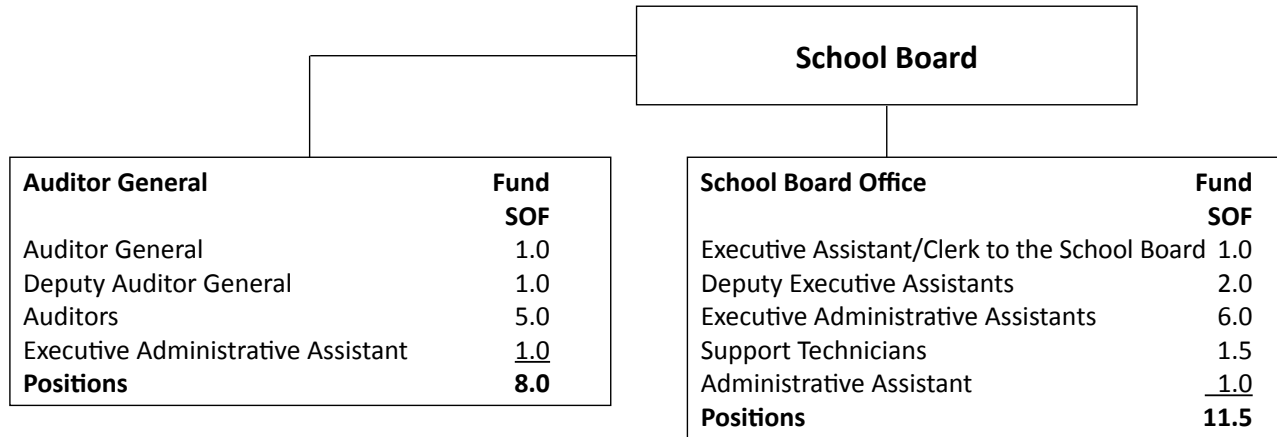 School Board
Auditor General Fund
SOF
Auditor General 1.0
Deputy Auditor General 1.0
Auditors 5.0
Executive Administrative Assistant 1.0
Positions 8.0
School Board Office Fund
SOF
Executive Assistant/Clerk to the School Board 1.0
Deputy Executive Assistants 2.0
Executive Administrative Assistants 6.0
Support Technicians 1.5
Administrative Assistant 1.0
Positions 11.5